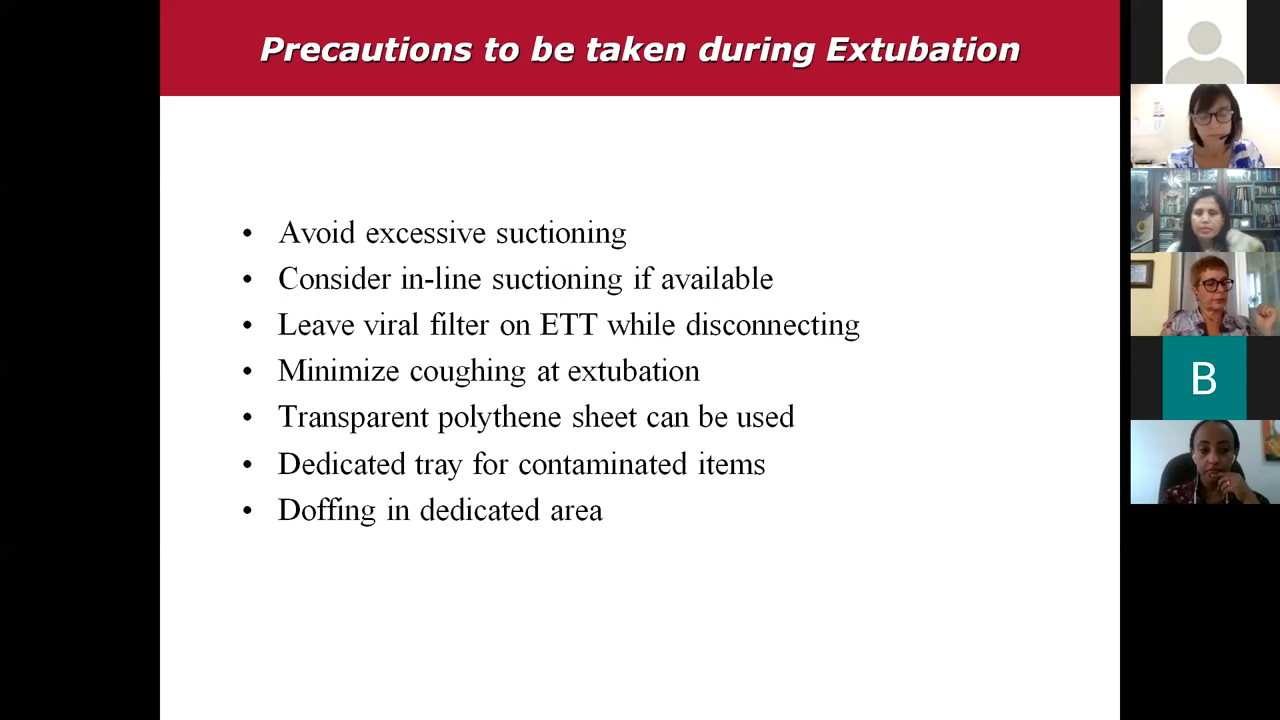 Precautions to be taken during Extubation
• Avoid excessive suctioning
• Consider in-line suctioning if available
• Leave viral filter on ETT while disconnecting
• Minimize coughing at extubation
• Transparent polythene sheet can be used
• Dedicated tray for contaminated items
• Doffing in dedicated area
B